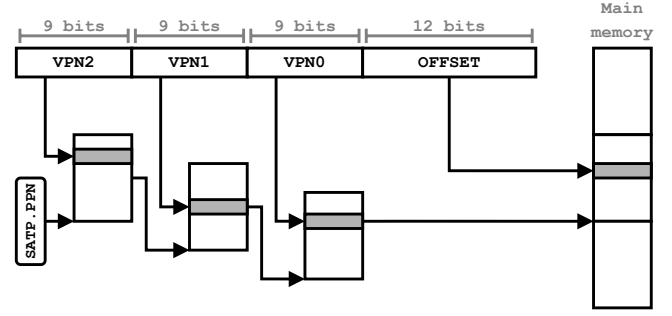 Main
memory
9 bits 9 bits 9 bits 12 bits
VPN2 VPN1 VPN0 OFFSET
SATP.PPN